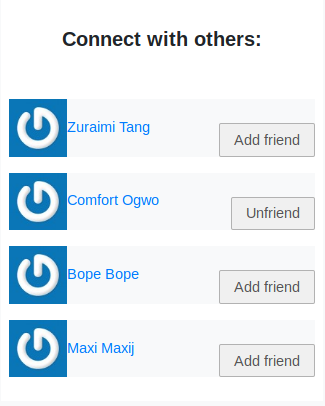 Connect with others:
Zuraimi Tang
Add friend
Comfort Ogwo
Unfriend
Bope Bope
Add friend
Maxi Maxij
Add friend